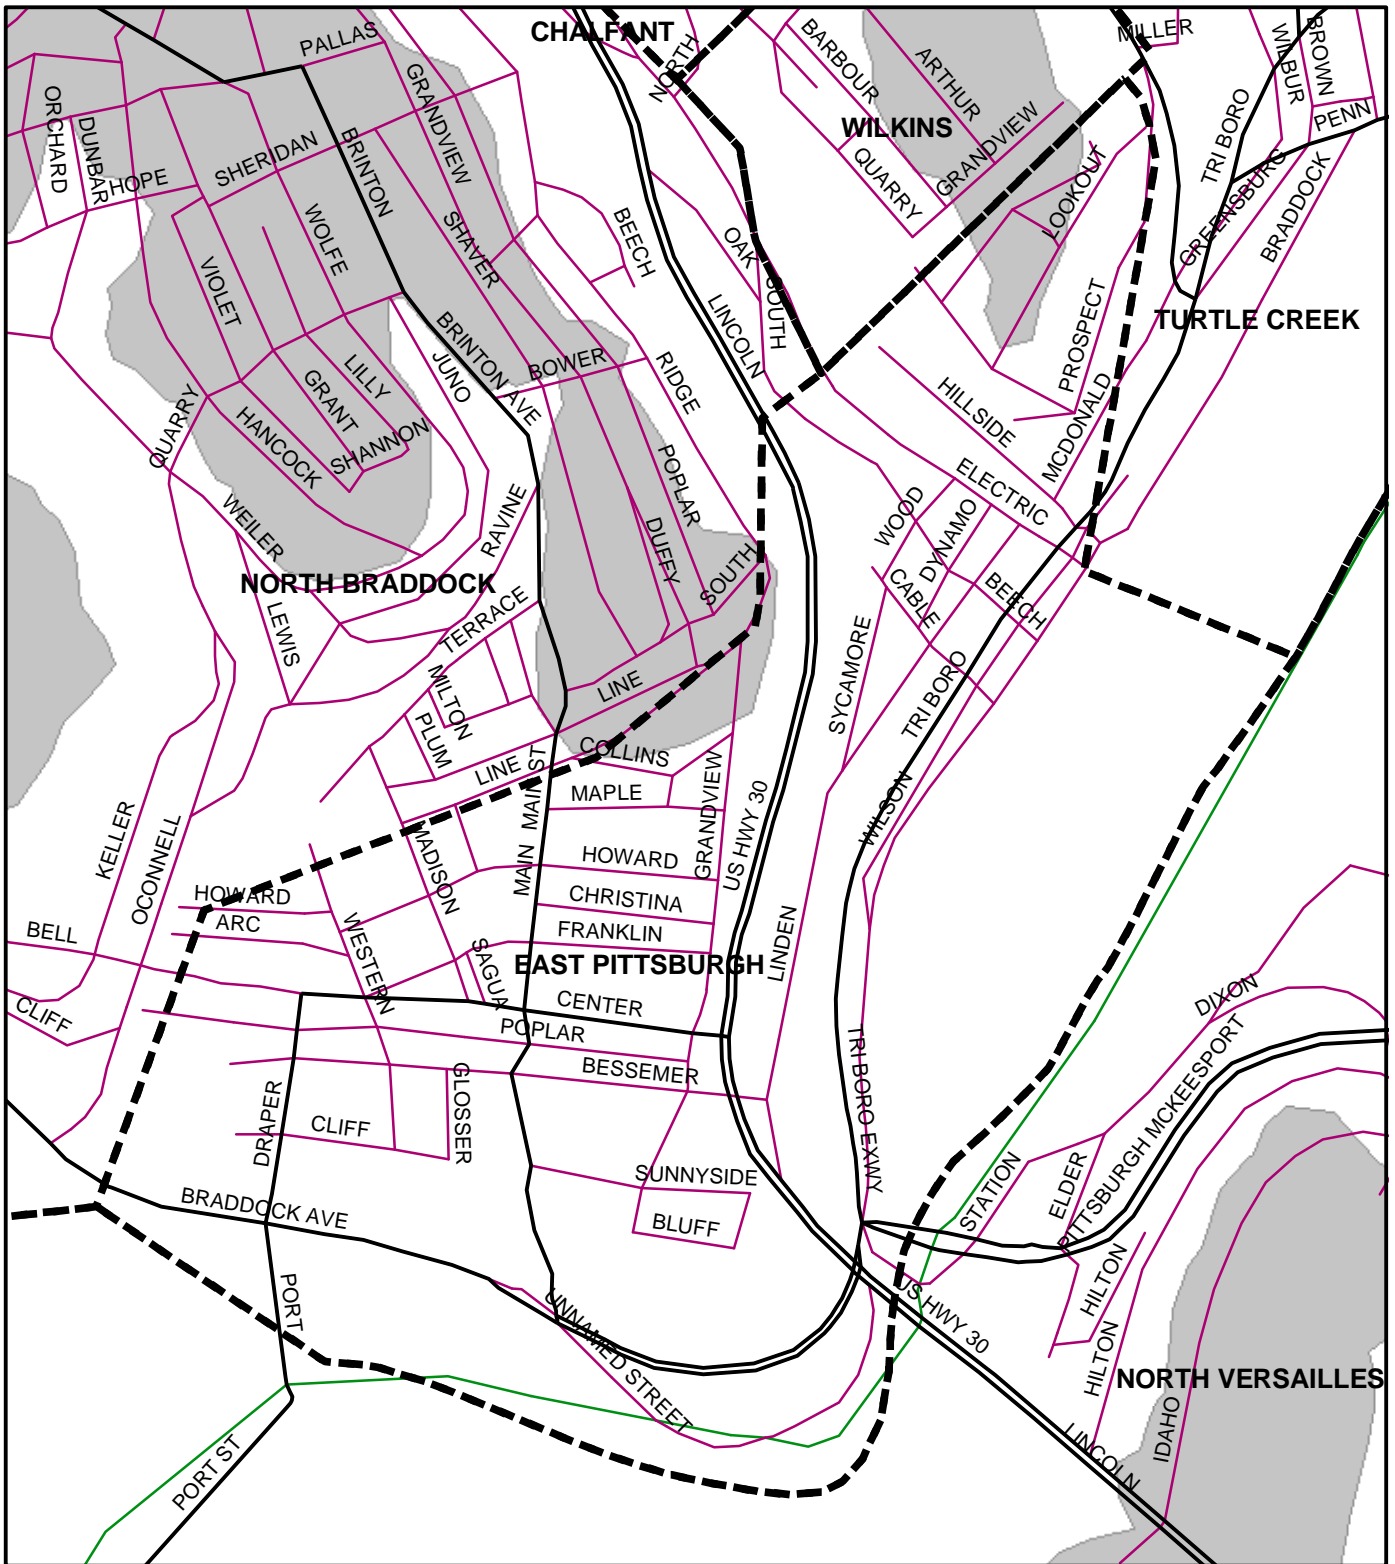 CHALFANT
PALLAS
NORTH
BARBOUR
ARTHUR
MILLER
WILBUR
BROWN
PENN
ORCHARD
DUNBAR
HOPE
SHERIDAN
BRINTON
GRANDVIEW
WILKINS
QUARRY
GRANDVIEW
LOOKOUT
TRI BORO
GREENSBURG
BRADDOCK
WOLFE
VIOLET
SHAVER
BEECH
OAK
SOUTH
LINCOLN
PROSPECT
TURTLE CREEK
BRINTON AVE
JUNO
BOWER
RIDGE
LILLY
GRANT
SHANNON
HANCOCK
QUARRY
HILLSIDE
MCDONALD
ELECTRIC
WEILER
RAVINE
POPLAR
DUFFY
SOUTH
WOOD
DYNAMO
CABLE
BEECH
NORTH BRADDOCK
LEWIS
TERRACE
MILTON
PLUM
LINE
LINE
SYCAMORE
TRI BORO
COLLINS
MAPLE
MAIN ST
MAIN
GRANDVIEW
US HWY 30
WILSON
KELLER
OCONNELL
MADISON
HOWARD
CHRISTINA
FRANKLIN
HOWARD
ARC
BELL
WESTERN
SAGUA
EAST PITTSBURGH
LINDEN
CENTER
POPLAR
BESSEMER
CLIFF
DIXON
PITTSBURGH MCKEESPORT
TRI BORO EXWY
DRAPER
CLIFF
GLOSSER
SUNNYSIDE
BLUFF
STATION
ELDER
BRADDOCK AVE
PORT
UNNAMED STREET
US HWY 30
HILTON
HILTON
NORTH VERSAILLES
IDAHO
LINCOLN
PORT ST